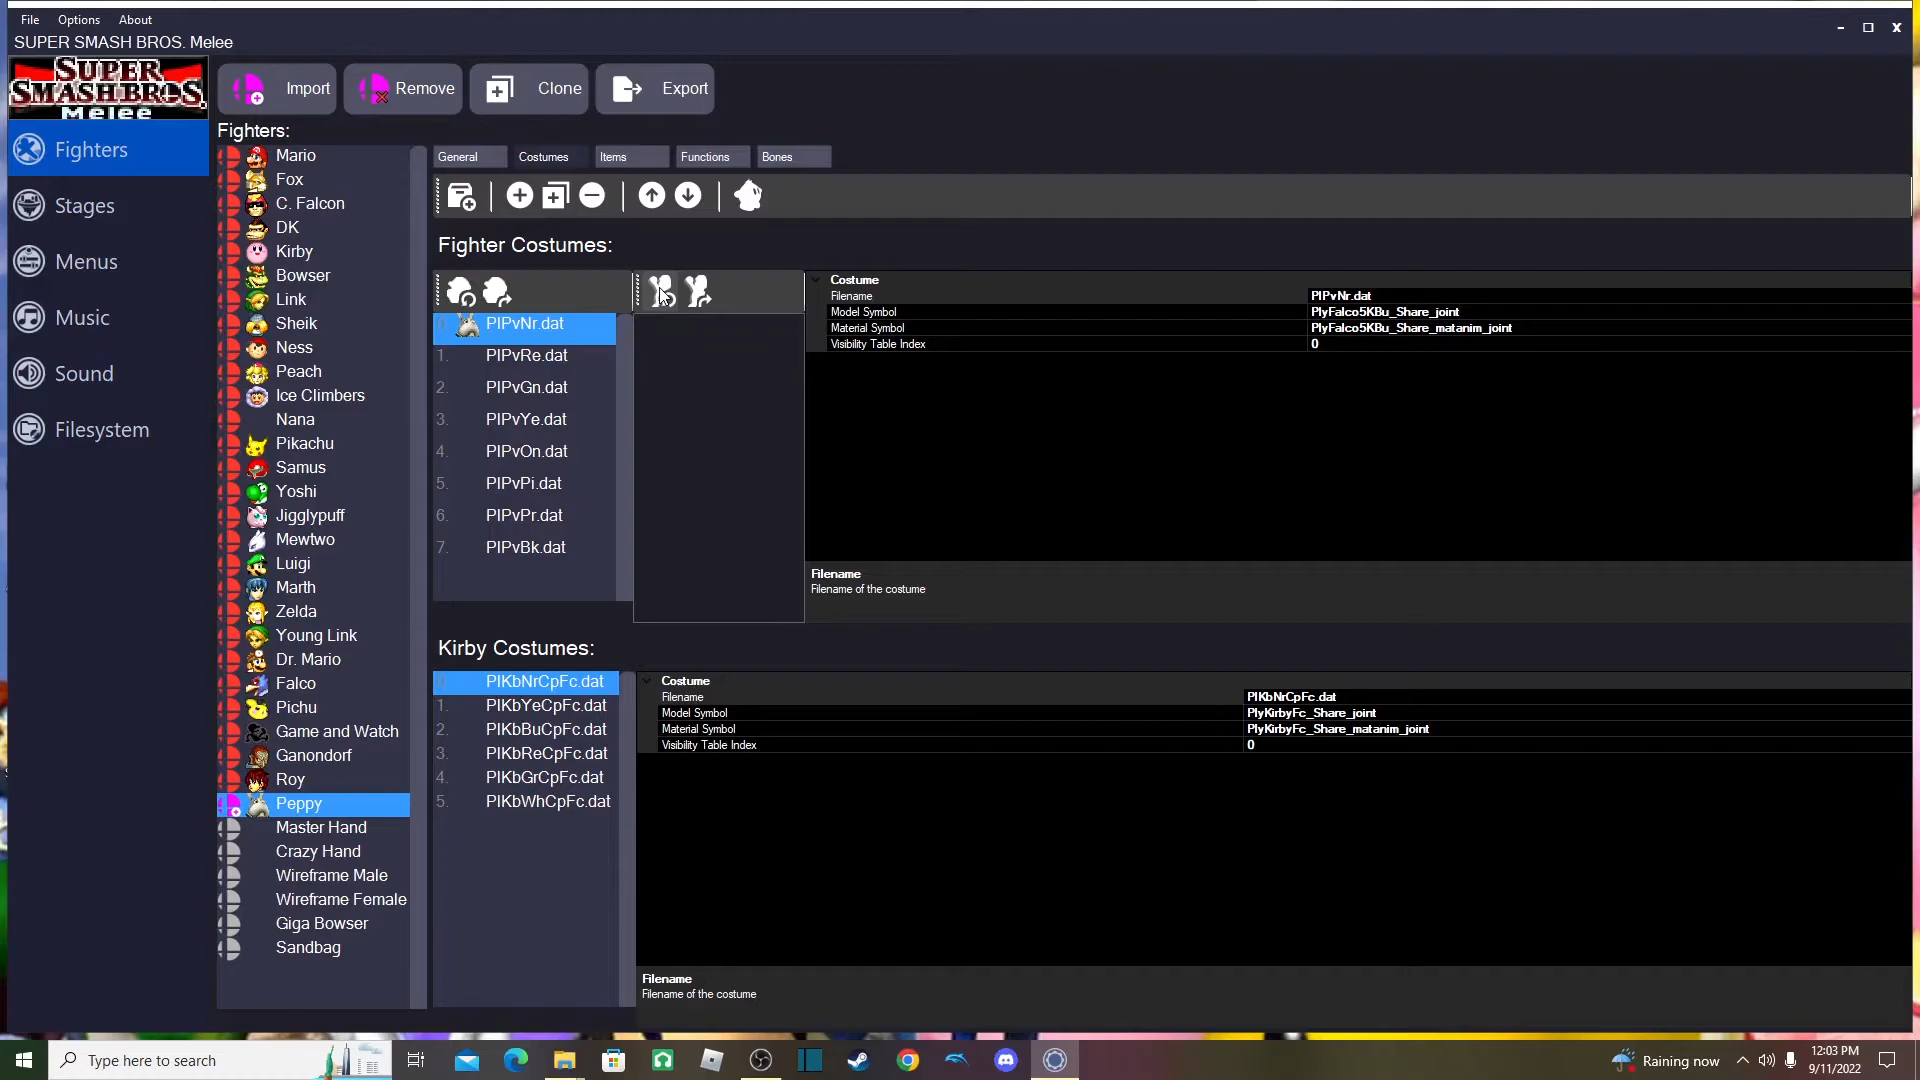 File Options About
SUPER SMASH BROS. Melee
SUPER
SMASH BROS.
Melee
Import Remove Clone Export
Fighters
Stages
Menus
Music
Sound
Filesystem
Fighters:
Mario
Fox
C. Falcon
DK
Kirby
Bowser
Link
Sheik
Ness
Peach
Ice Climbers
Nana
Pikachu
Samus
Yoshi
Jigglypuff
Mewtwo
Luigi
Marth
Zelda
Young Link
Dr. Mario
Falco
Pichu
Game and Watch
Ganondorf
Roy
Peppy
Master Hand
Crazy Hand
Wireframe Male
Wireframe Female
Giga Bowser
Sandbag
General Costumes Items Functions Bones
Fighter Costumes:
0. PlPvNr.dat
1. PlPvRe.dat
2. PlPvGn.dat
3. PlPvYe.dat
4. PlPvOn.dat
5. PlPvPi.dat
6. PlPvPr.dat
7. PlPvBk.dat
Costume
Filename PlPvNr.dat
Model Symbol PlyFalco5KBu_Share_joint
Material Symbol PlyFalco5KBu_Share_matanim_joint
Visibility Table Index 0
Filename
Filename of the costume
Kirby Costumes:
PlKbNrCpFc.dat
1. PlKbYeCpFc.dat
2. PlKbBuCpFc.dat
3. PlKbReCpFc.dat
4. PlKbGrCpFc.dat
5. PlKbWhCpFc.dat
Costume
Filename PlKbNrCpFc.dat
Model Symbol PlyKirbyFc_Share_joint
Material Symbol PlyKirbyFc_Share_matanim_joint
Visibility Table Index 0
Filename
Filename of the costume
Type here to search
Raining now
12:03 PM
9/11/2022